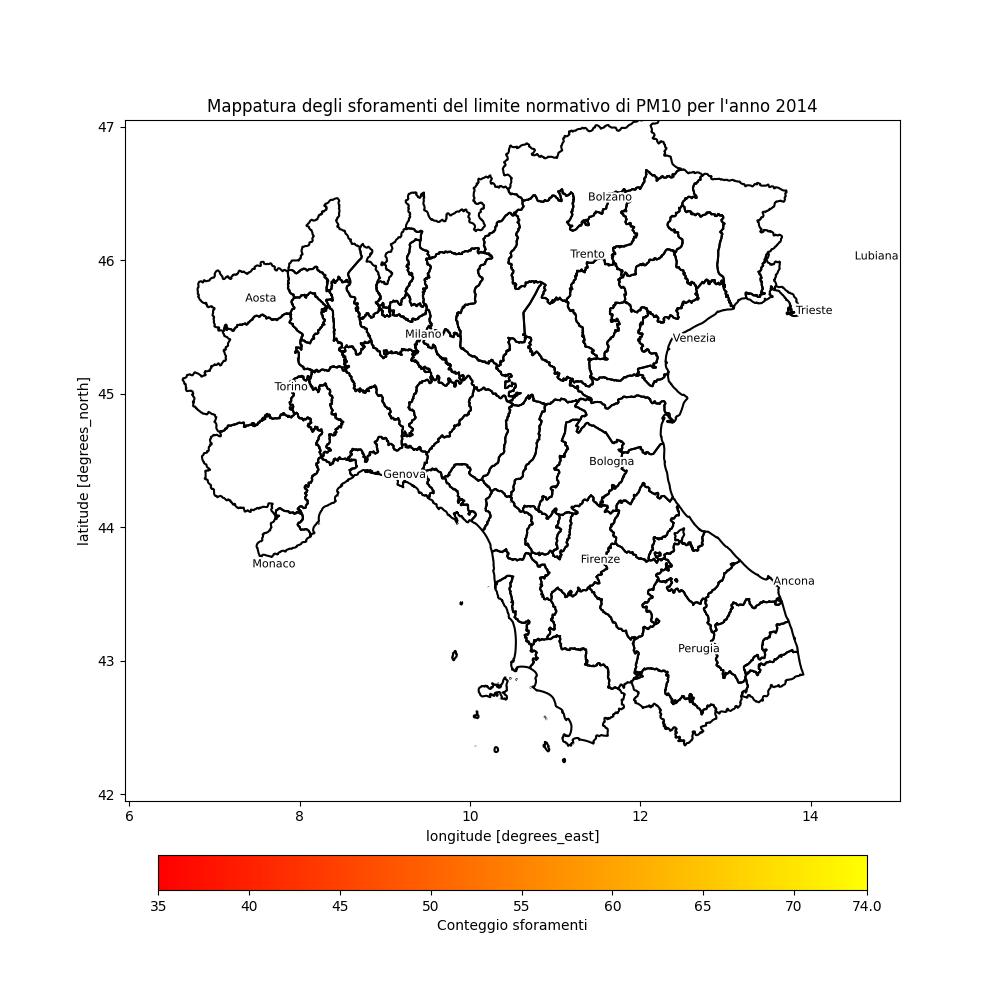 Mappatura degli sforamenti del limite normativo di PM10 per l'anno 2014
47
Bolzano
46
Trento
Lubiana
Aosta
Trieste
Milano
Venezia
45
Torino
Bologna
Genova
44
Monaco
Firenze
Ancona
43
Perugia
42
latitude [degrees_north]
6 8 10 12 14
longitude [degrees_east]
35 40 45 50 55 60 65 70 74.0
Conteggio sforamenti